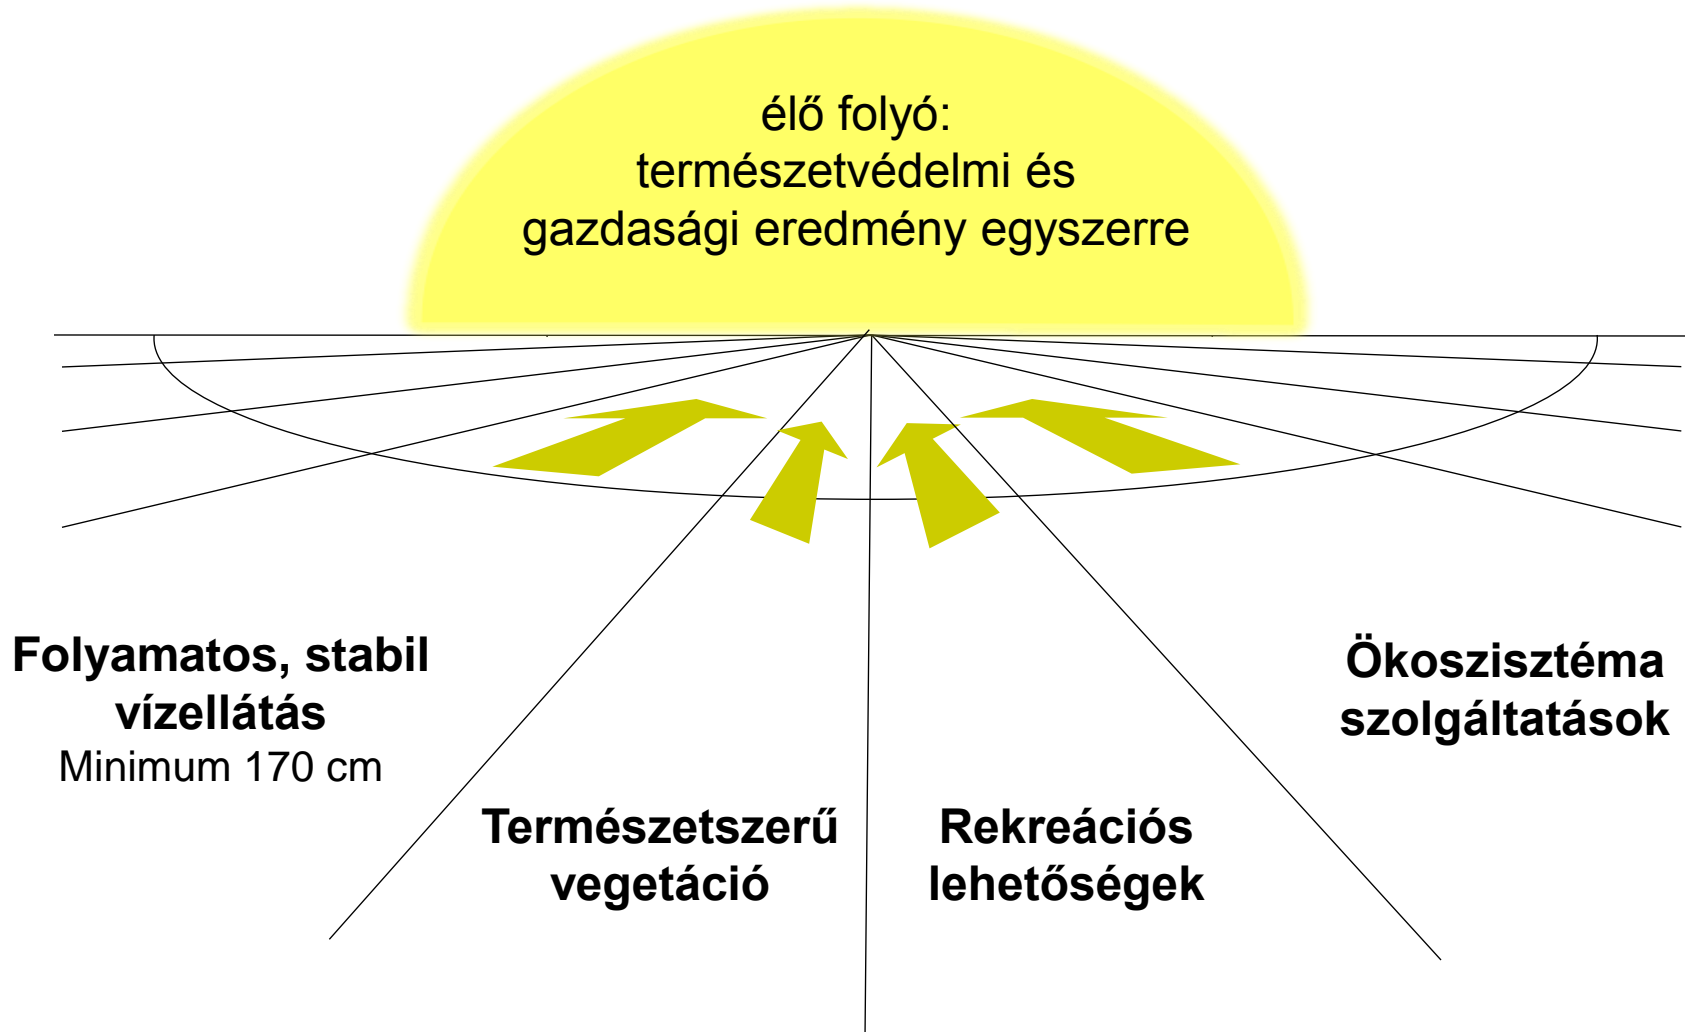 élő folyó:
természetvédelmi és
gazdasági eredmény egyszerre
Folyamatos, stabil
vízellátás
Minimum 170 cm
Természetszerű
vegetáció
Rekreációs
lehetőségek
Ökoszisztéma
szolgáltatások